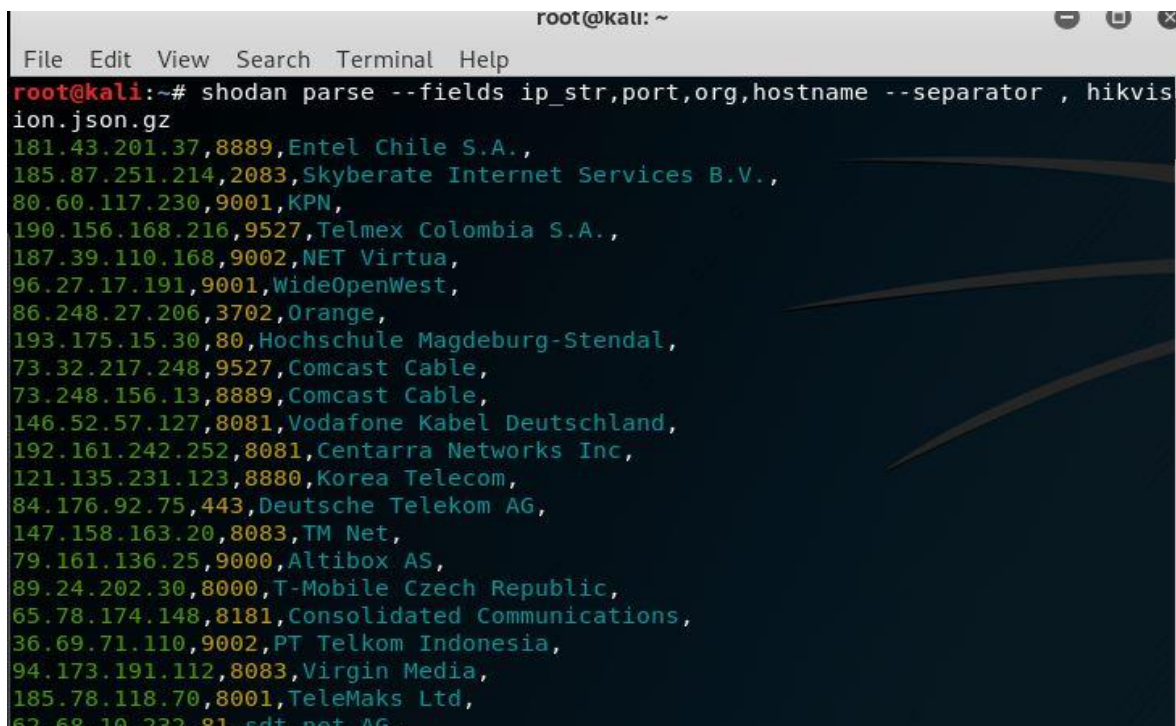 root@kali: ~
File Edit View Search Terminal Help
root@kali:~# shodan parse --fields ip_str,port,org,hostname --separator , hikvis
ion.json.gz
181.43.201.37,8889,Entel Chile S.A.,
185.87.251.214,2083,Skyberate Internet Services B.V.,
80.60.117.230,9001,KPN,
190.156.168.216,9527,Telmex Colombia S.A.,
187.39.110.168,9002,NET Virtua,
96.27.17.191,9001,WideOpenWest,
86.248.27.206,3702,Orange,
193.175.15.30,80,Hochschule Magdeburg-Stendal,
73.32.217.248,9527,Comcast Cable,
73.248.156.13,8889,Comcast Cable,
146.52.57.127,8081,Vodafone Kabel Deutschland,
192.161.242.252,8081,Centarra Networks Inc,
121.135.231.123,8880,Korea Telecom,
84.176.92.75,443,Deutsche Telekom AG,
147.158.163.20,8083,TM Net,
79.161.136.25,9000,Altibox AS,
89.24.202.30,8000,T-Mobile Czech Republic,
65.78.174.148,8181,Consolidated Communications,
36.69.71.110,9002,PT Telkom Indonesia,
94.173.191.112,8083,Virgin Media,
185.78.118.70,8001,TeleMaks Ltd,
62.68.10.232,81,sdt.net AG,